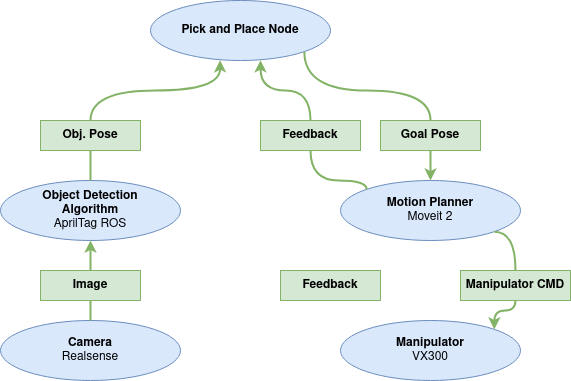 Pick and Place Node
Obj. Pose
Feedback
Goal Pose
Object Detection
Algorithm
AprilTag ROS
Motion Planner
Moveit 2
Image
Feedback
Manipulator CMD
Camera
Realsense
Manipulator
VX300